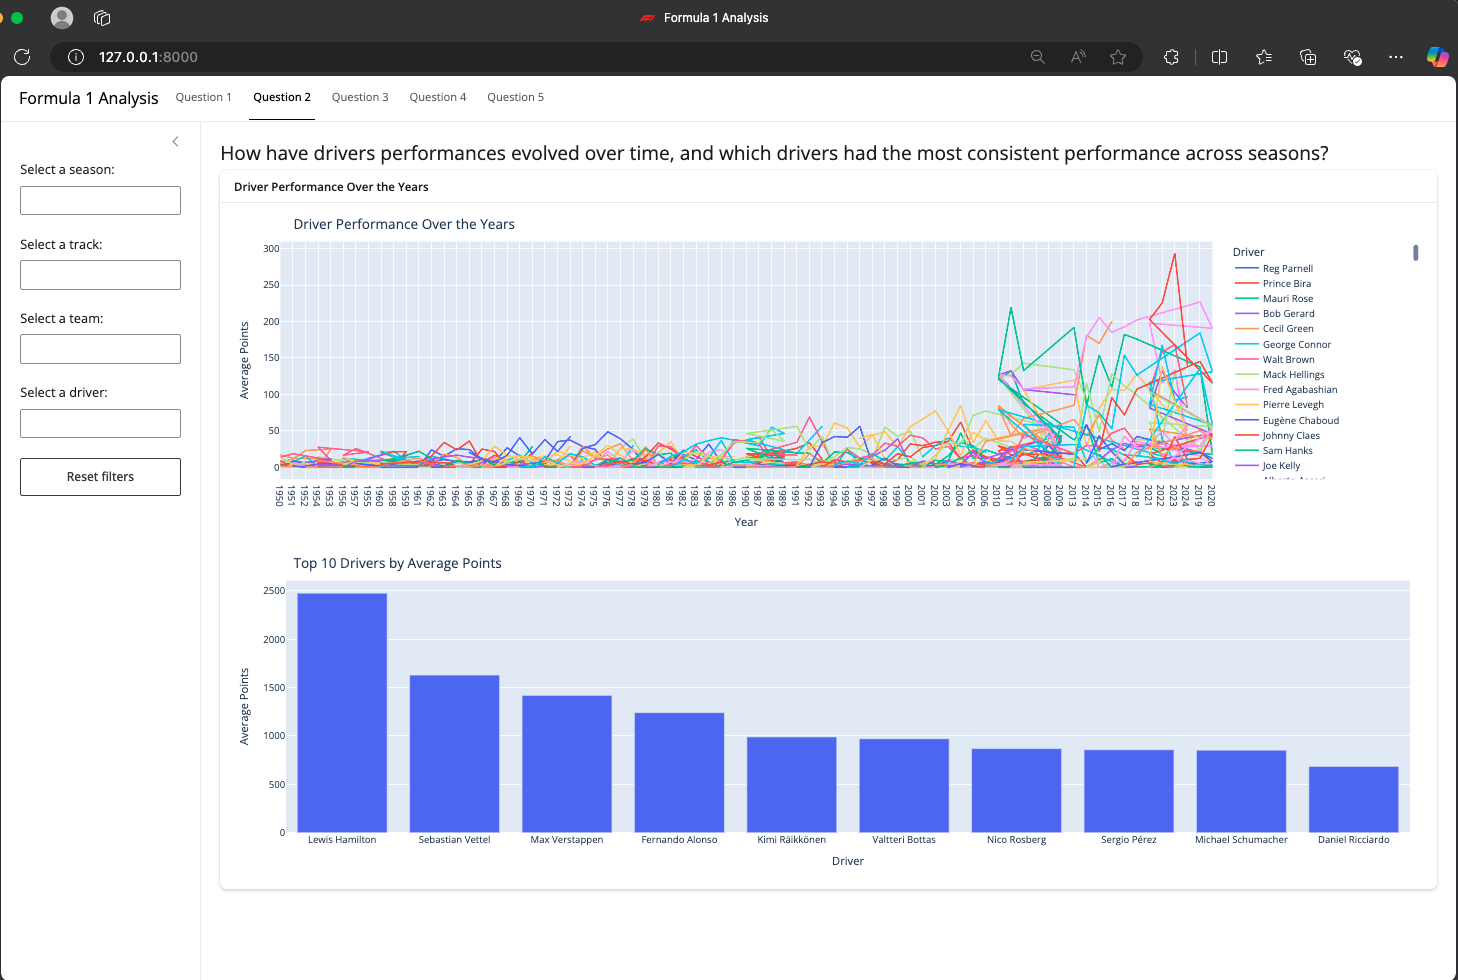 Formula 1 Analysis
127.0.0.1:8000
Formula 1 Analysis Question 1 Question 2 Question 3 Question 4 Question 5
Select a season:
Select a track:
Select a team:
Select a driver:
Reset filters
How have drivers performances evolved over time, and which drivers had the most consistent performance across seasons?
Driver Performance Over the Years
Driver Performance Over the Years
300
250
200
150
100
50
0
Average Points
1950 1951 1952 1954 1953 1956 1957 1955 1960 1958 1959 1961 1962 1963 1964 1965 1966 1967 1968 1969 1970 1971 1972 1973 1974 1975 1976 1977 1978 1979 1980 1981 1982 1983 1984 1985 1986 1987 1988 1989 1991 1992 1993 1994 1995 1996 1997 1998 1999 2000 2001 2002 2003 2004 2005 2006 2010 2011 2012 2007 2008 2009 2013 2014 2015 2016 2017 2018 2021 2022 2023 2024 2019 2020
Year
Driver
Reg Parnell
Prince Bira
Mauri Rose
Bob Gerard
Cecil Green
George Connor
Walt Brown
Mack Hellings
Fred Agabashian
Pierre Levegh
Eugène Chaboud
Johnny Claes
Sam Hanks
Joe Kelly
Top 10 Drivers by Average Points
2500
2000
1500
1000
500
0
Average Points
Lewis Hamilton Sebastian Vettel Max Verstappen Fernando Alonso Kimi Räikkönen Valtteri Bottas Nico Rosberg Sergio Pérez Michael Schumacher Daniel Ricciardo
Driver